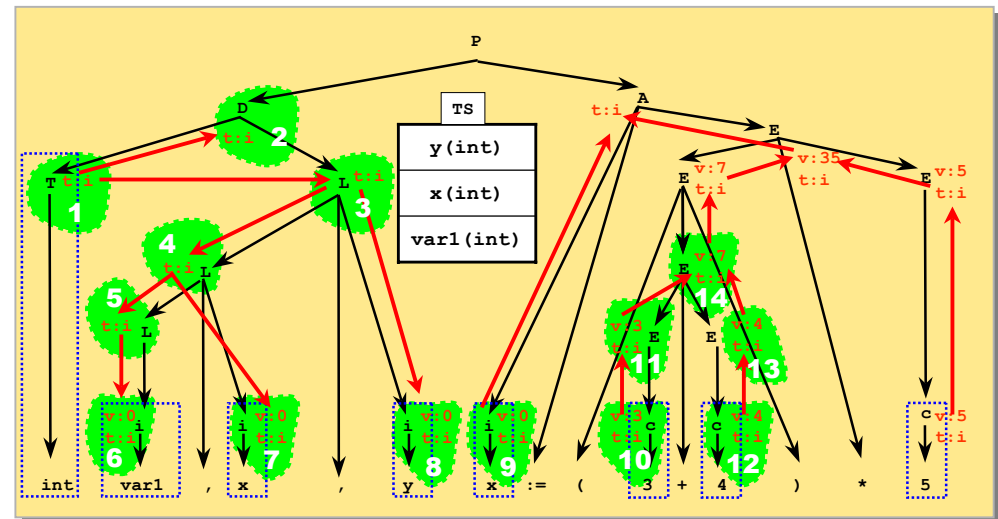 P
D
TS
A
t:i
2
t:i
E
y(int)
v:7
v:35
T t:i
L t:i
E
t:i
t:i
E
v:5
t:i
1
3
x(int)
4
t:i
L
var1(int)
v:7
E
t:i
14
5
t:i
L
v:3
t:i
E
11
E
v:4
t:i
13
v:0
i
t:i
6
i
v:0
t:i
7
i
v:0
t:i
8
i
v:0
t:i
9
v:3
t:i
c
10
c
v:4
t:i
12
c
v:5
t:i
int var1 , x , y x := ( 3 + 4 ) * 5